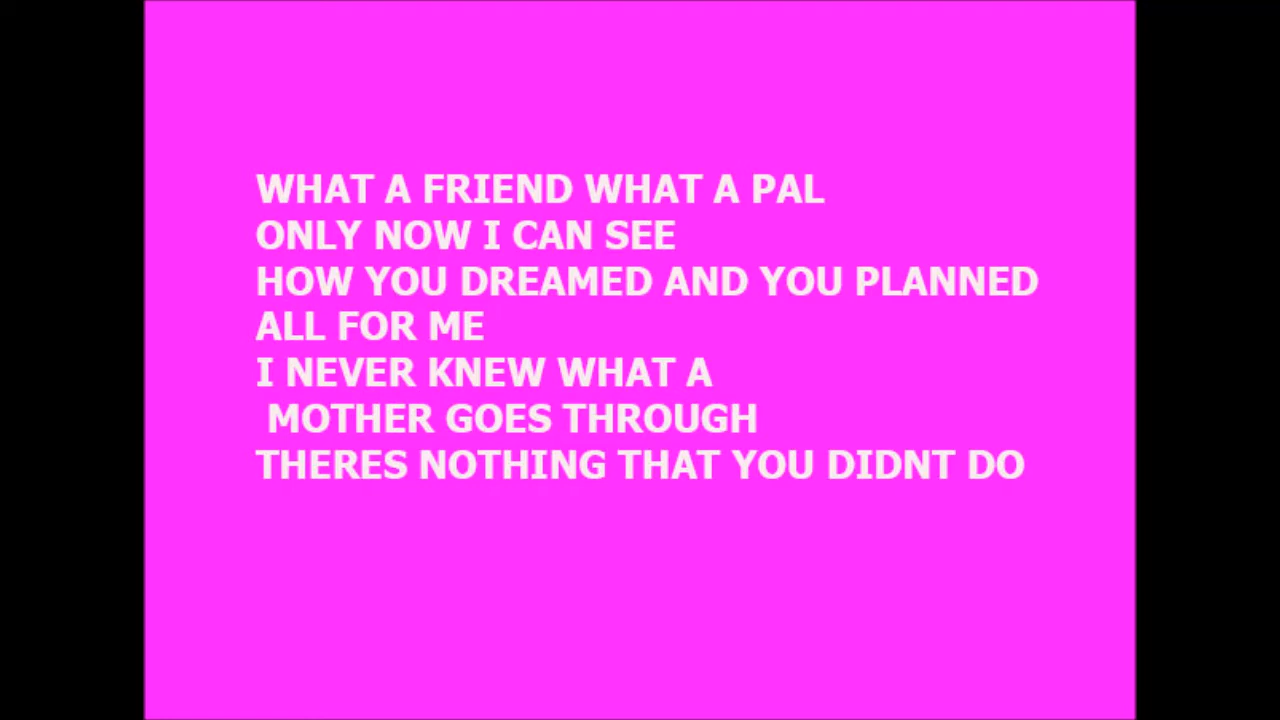 WHAT A FRIEND WHAT A PAL
ONLY NOW I CAN SEE
HOW YOU DREAMED AND YOU PLANNED
ALL FOR ME
I NEVER KNEW WHAT A
MOTHER GOES THROUGH
THERES NOTHING THAT YOU DIDNT DO